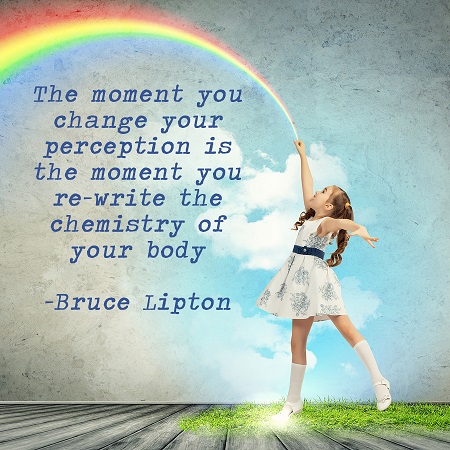 The moment you
change your
perception is
the moment you
re-write the
chemistry of
your body
-Bruce Lipton